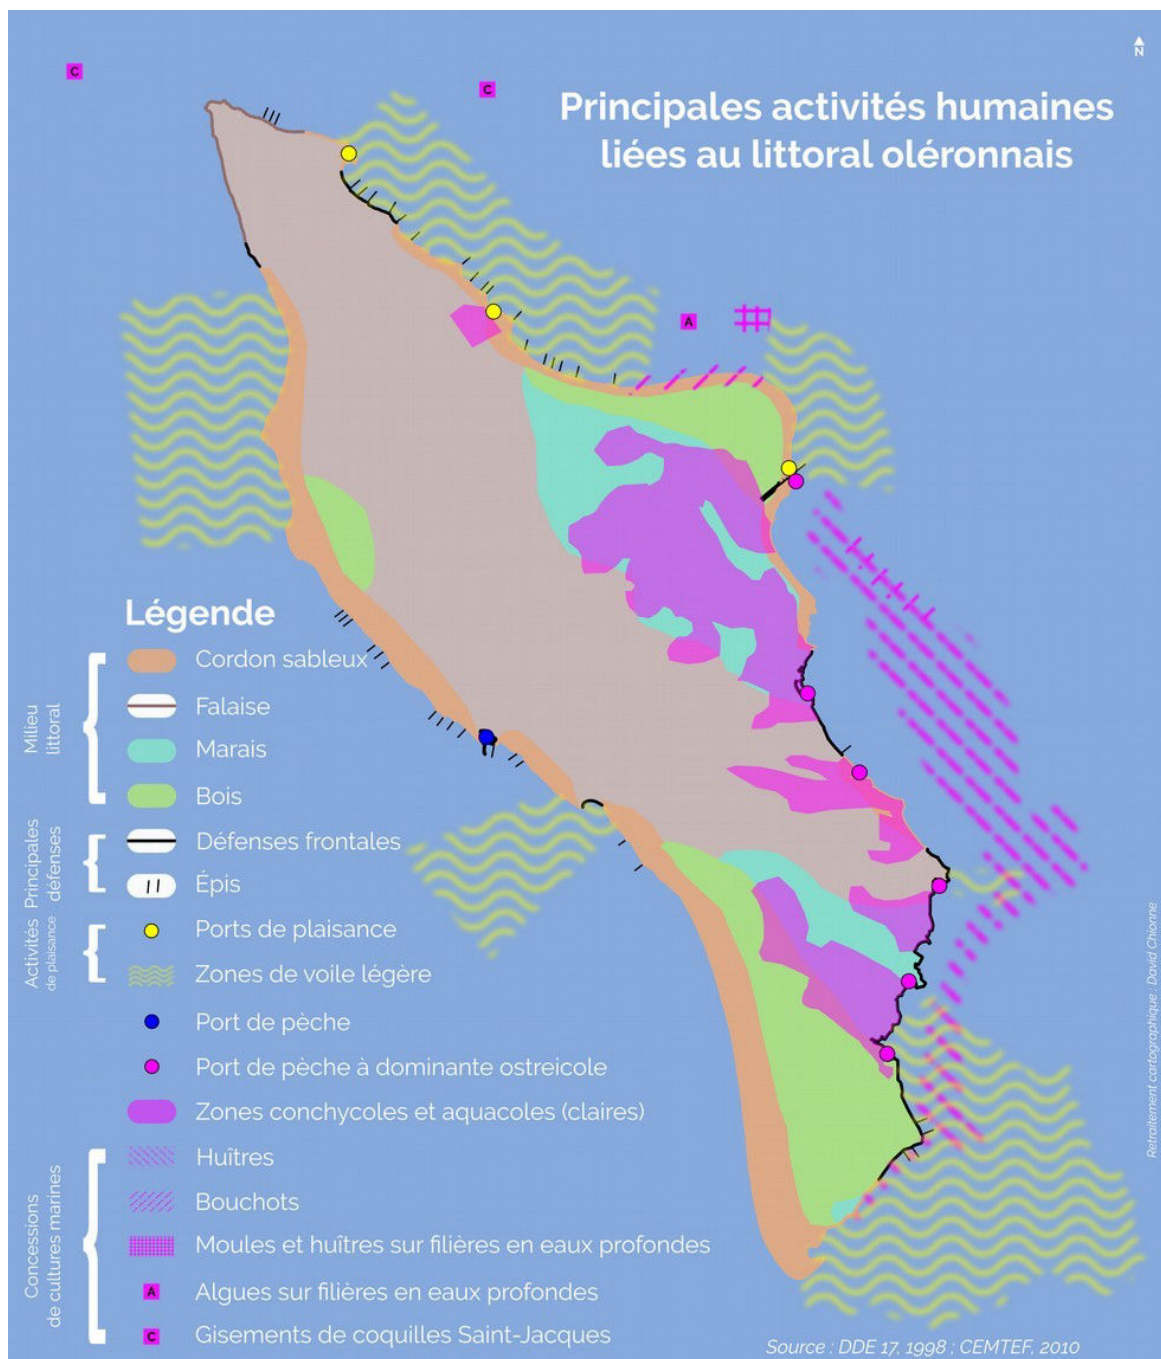 C
C
N
Principales activités humaines
liées au littoral oléronnais
A
Légende
Milieu
littoral
Cordon sableux
Falaise
Marais
Bois
Principales
défenses
Défenses frontales
Épis
Activités
de plaisance
Ports de plaisance
Zones de voile légère
Port de pèche
Port de pèche à dominante ostreicole
Zones conchycoles et aquacoles (claires)
Concessions
de cultures marines
Huîtres
Bouchots
Moules et huîtres sur filières en eaux profondes
A
Algues sur filières en eaux profondes
C
Gisements de coquilles Saint-Jacques
Retraitement cartographique : David Chionne
Source : DDE 17, 1998 ; CEMTEF, 2010